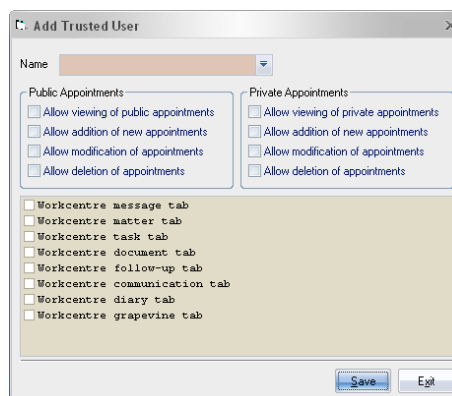 Add Trusted User
Name
Public Appointments
Allow viewing of public appointments
Allow addition of new appointments
Allow modification of appointments
Allow deletion of appointments
Private Appointments
Allow viewing of private appointments
Allow addition of new appointments
Allow modification of appointments
Allow deletion of appointments
Workcentre message tab
Workcentre matter tab
Workcentre task tab
Workcentre document tab
Workcentre follow-up tab
Workcentre communication tab
Workcentre diary tab
Workcentre grapevine tab
Save Exit